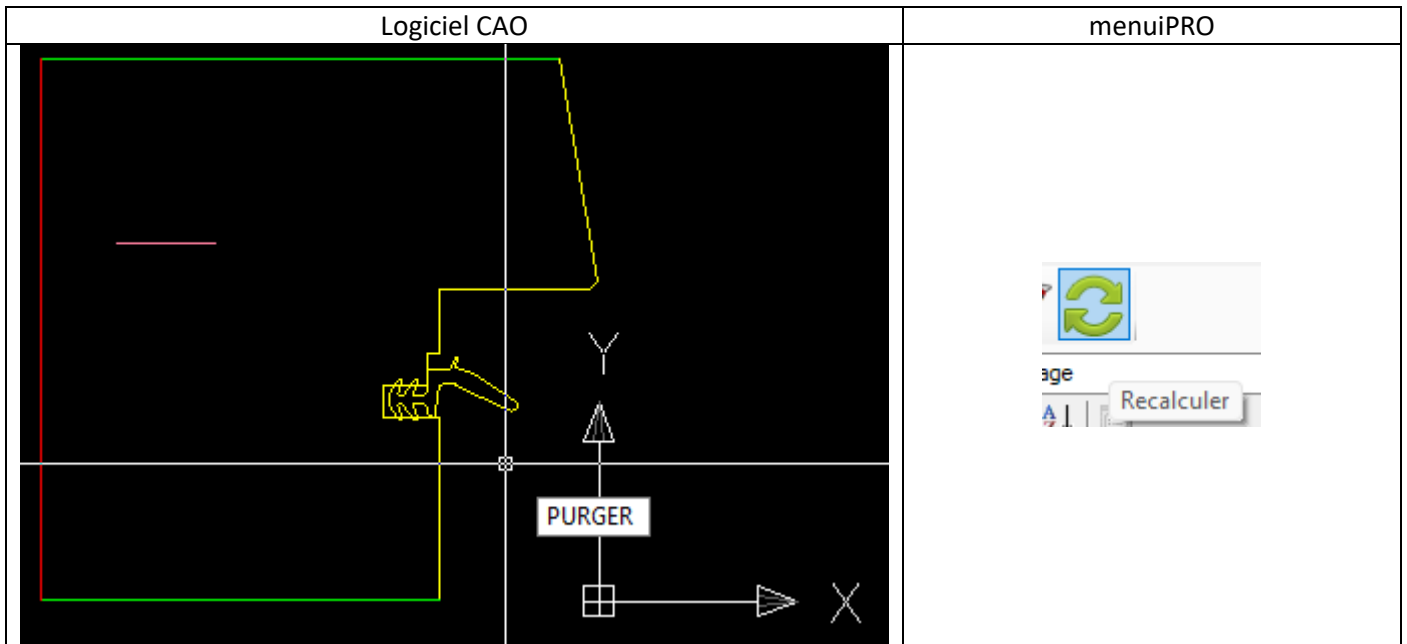 Logiciel CAO
menuiPRO
Y
PURGER
X
age
Recalculer